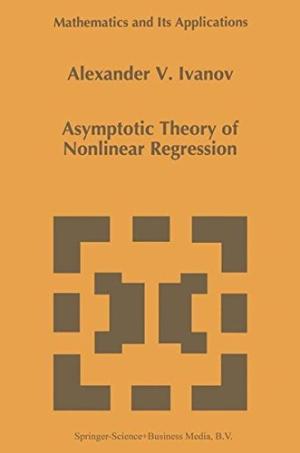 Mathematics and Its Applications
Alexander V. Ivanov
Asymptotic Theory of
Nonlinear Regression
Springer-Science+Business Media, B.V.